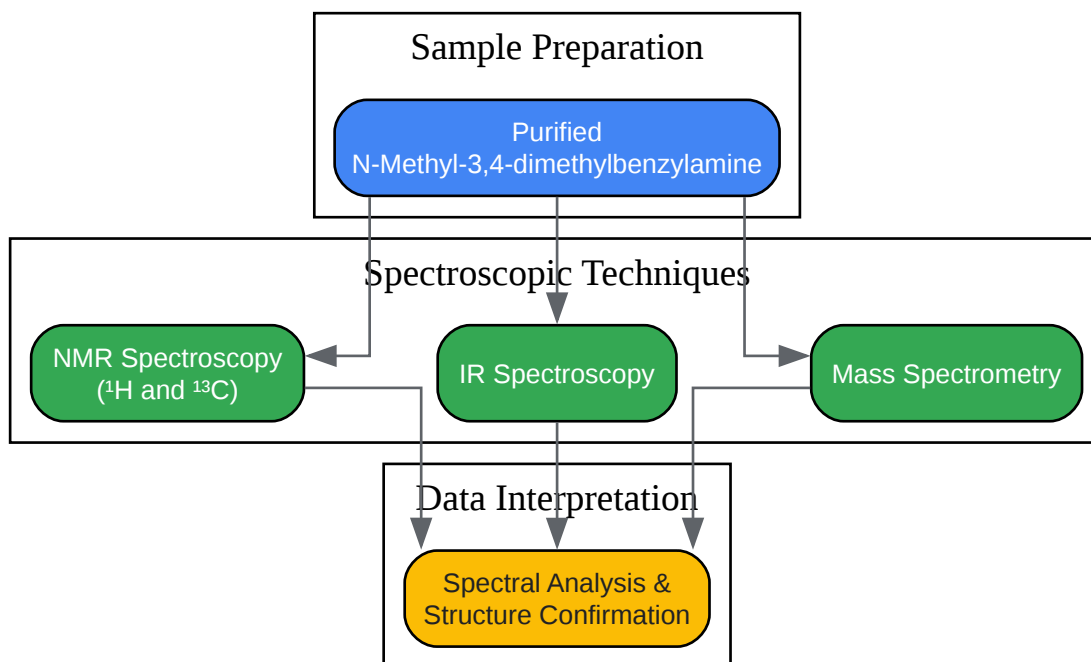 Sample Preparation
Purified
N-Methyl-3,4-dimethylbenzylamine
Spectroscopic Techniques
NMR Spectroscopy
(¹H and ¹³C)
IR Spectroscopy
Mass Spectrometry
Data Interpretation
Spectral Analysis &
Structure Confirmation